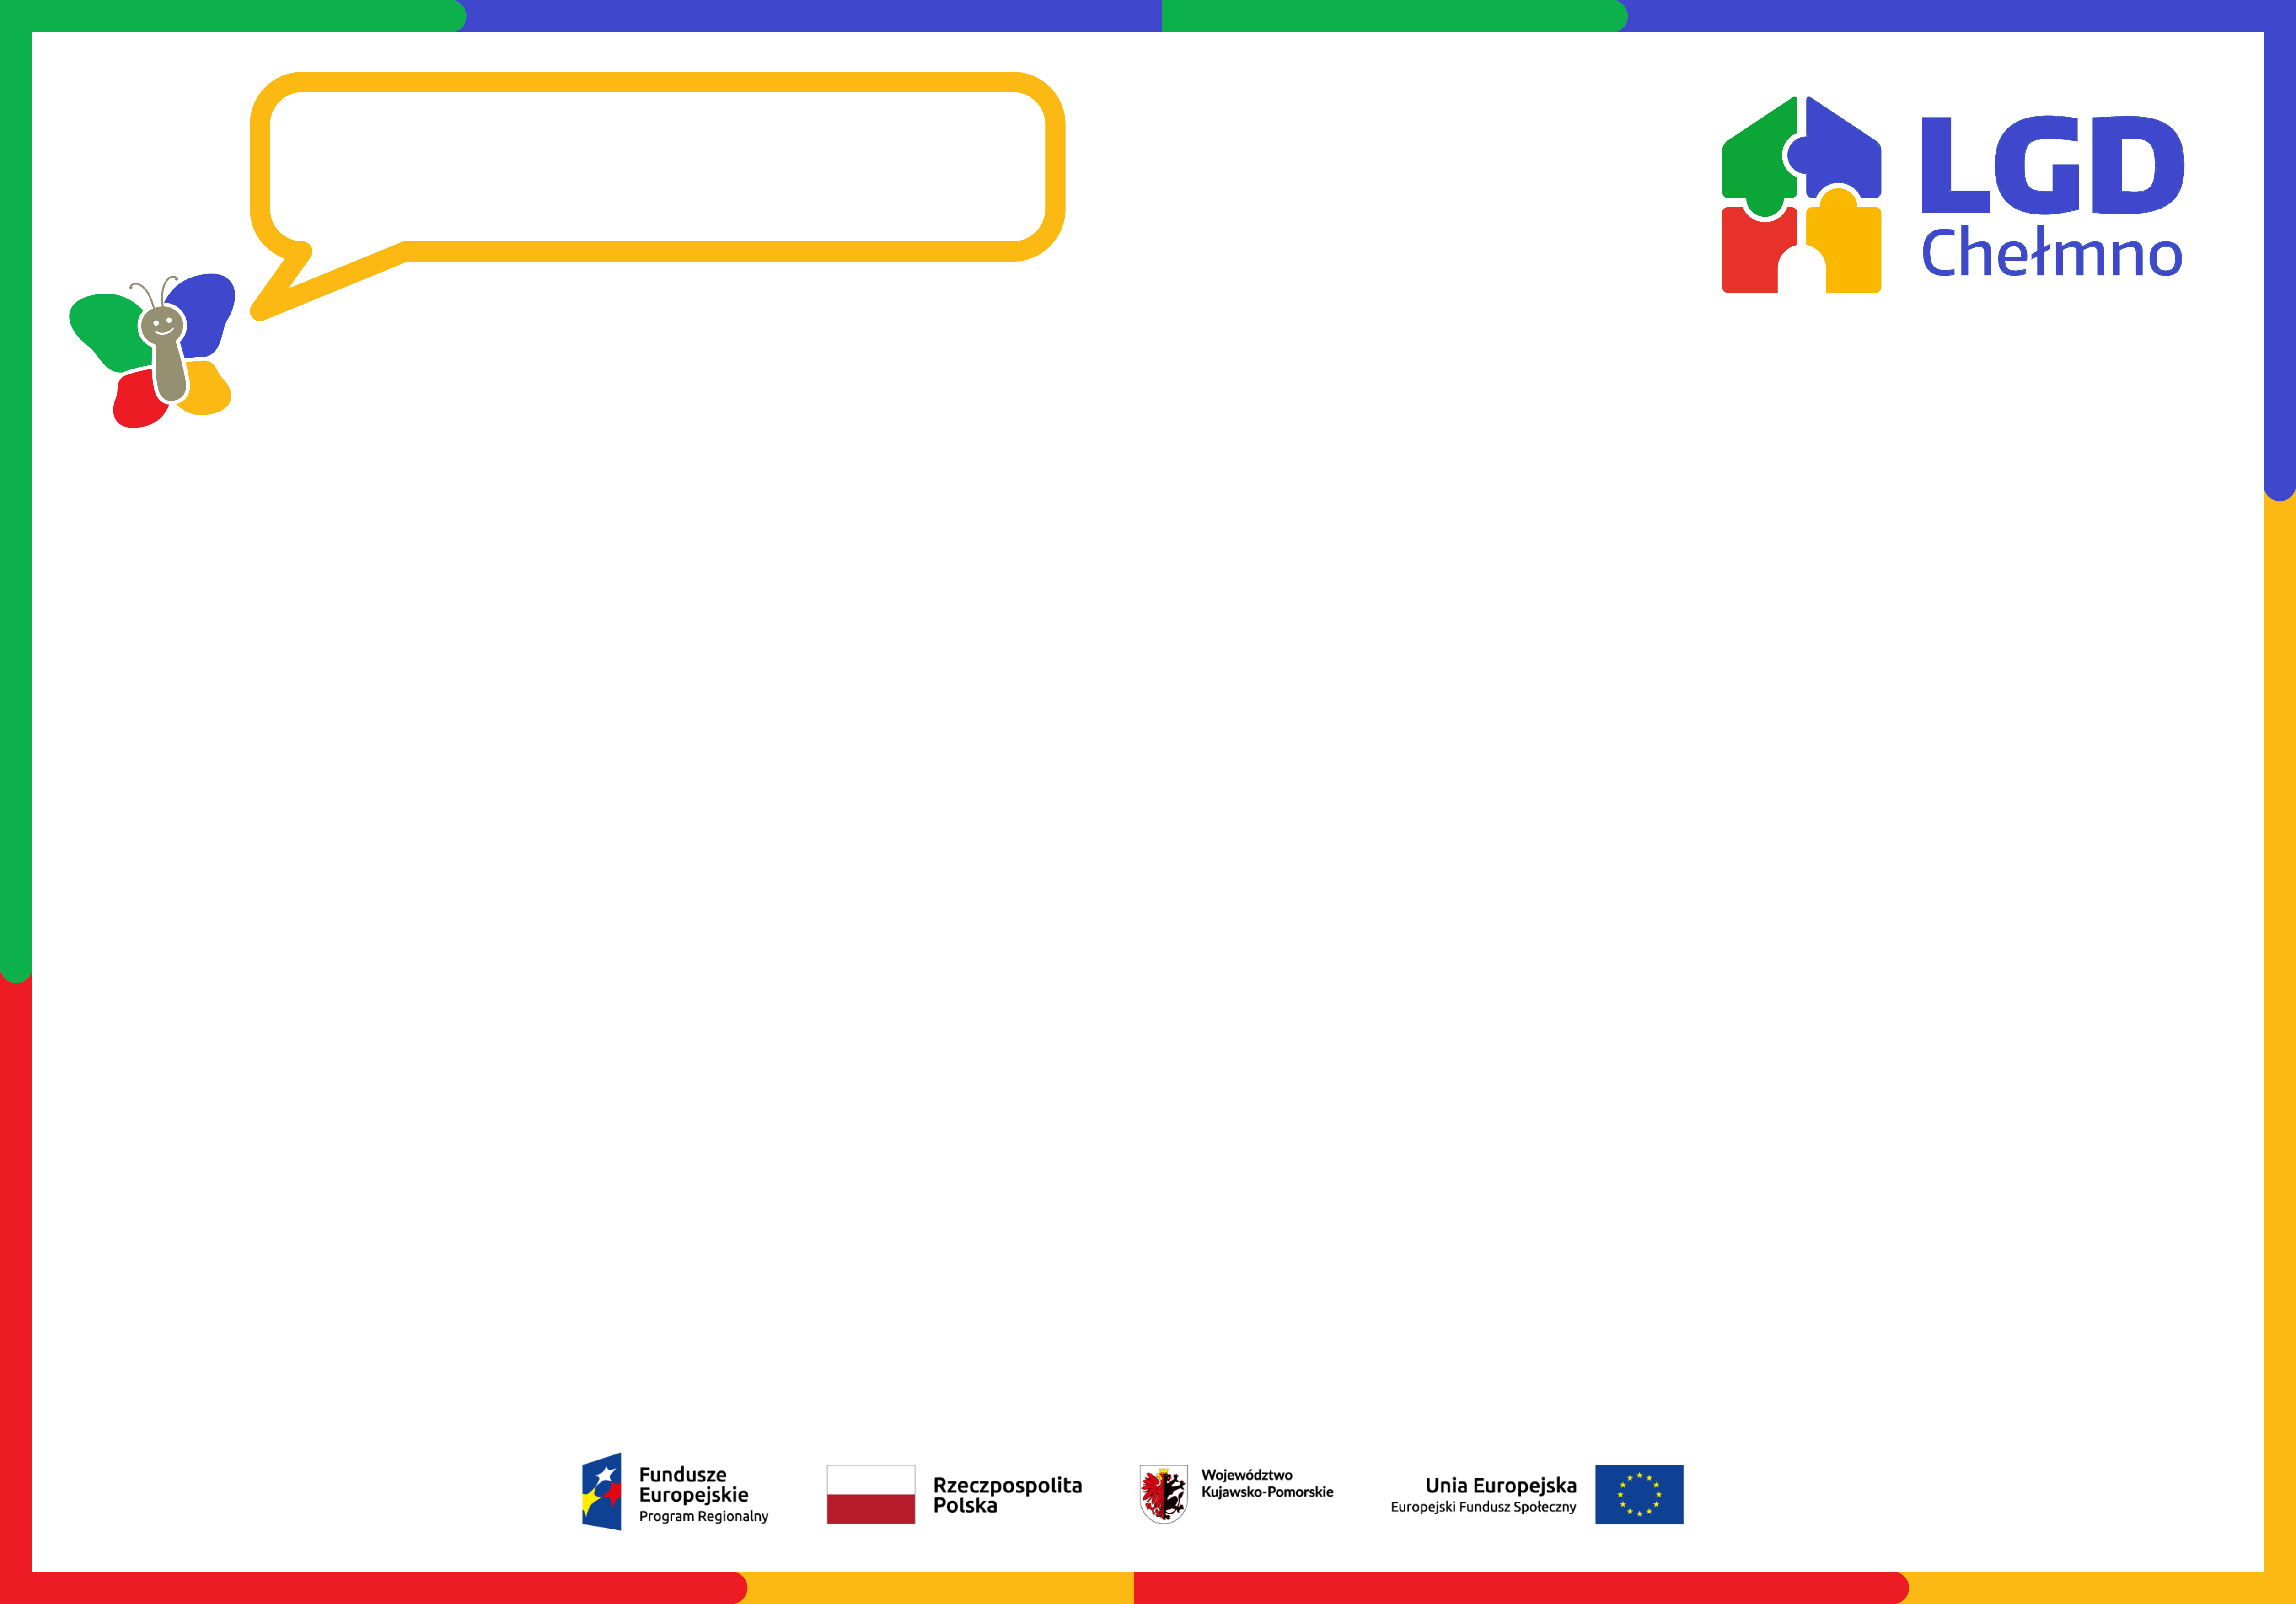 LGD
Chełmno
Fundusze
Europejskie
Program Regionalny
Rzeczpospolita
Polska
Województwo
Kujawsko-Pomorskie
Unia Europejska
Europejski Fundusz Społeczny